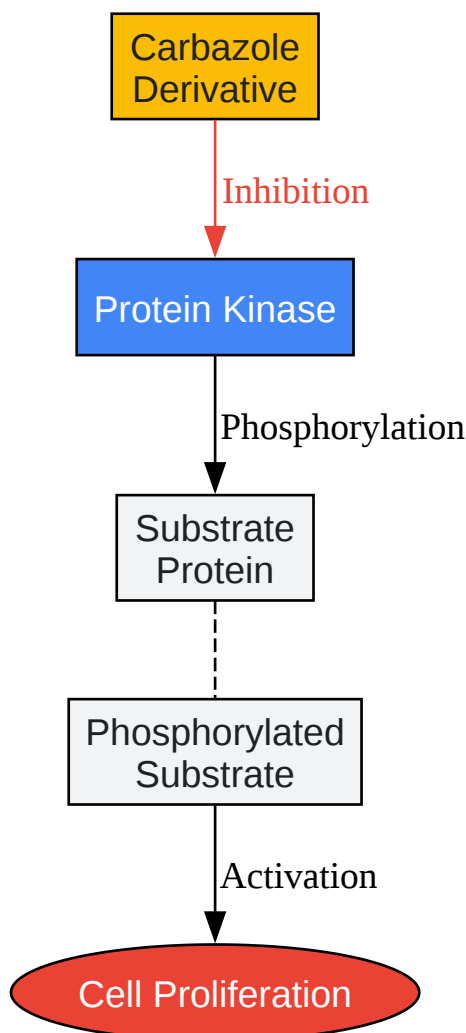 Carbazole
Derivative
Inhibition
Protein Kinase
Phosphorylation
Substrate
Protein
Phosphorylated
Substrate
Activation
Cell Proliferation